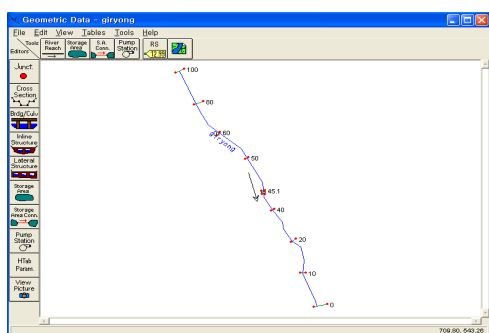 Geometric Data - giryong
File Edit View Tables Tools Help
Tools
Editors
River
Reach
Storage
Area
S.A.
Conn.
Pump
Station
RS
Junct.
Cross
Section
Brdg/Culv
Inline
Structure
Lateral
Structure
Storage
Area
Storage
Area Conn.
Pump
Station
HTab
Param.
View
Picture
100
80
60
giryong
50
45.1
40
20
10
0
709.80, 543.26